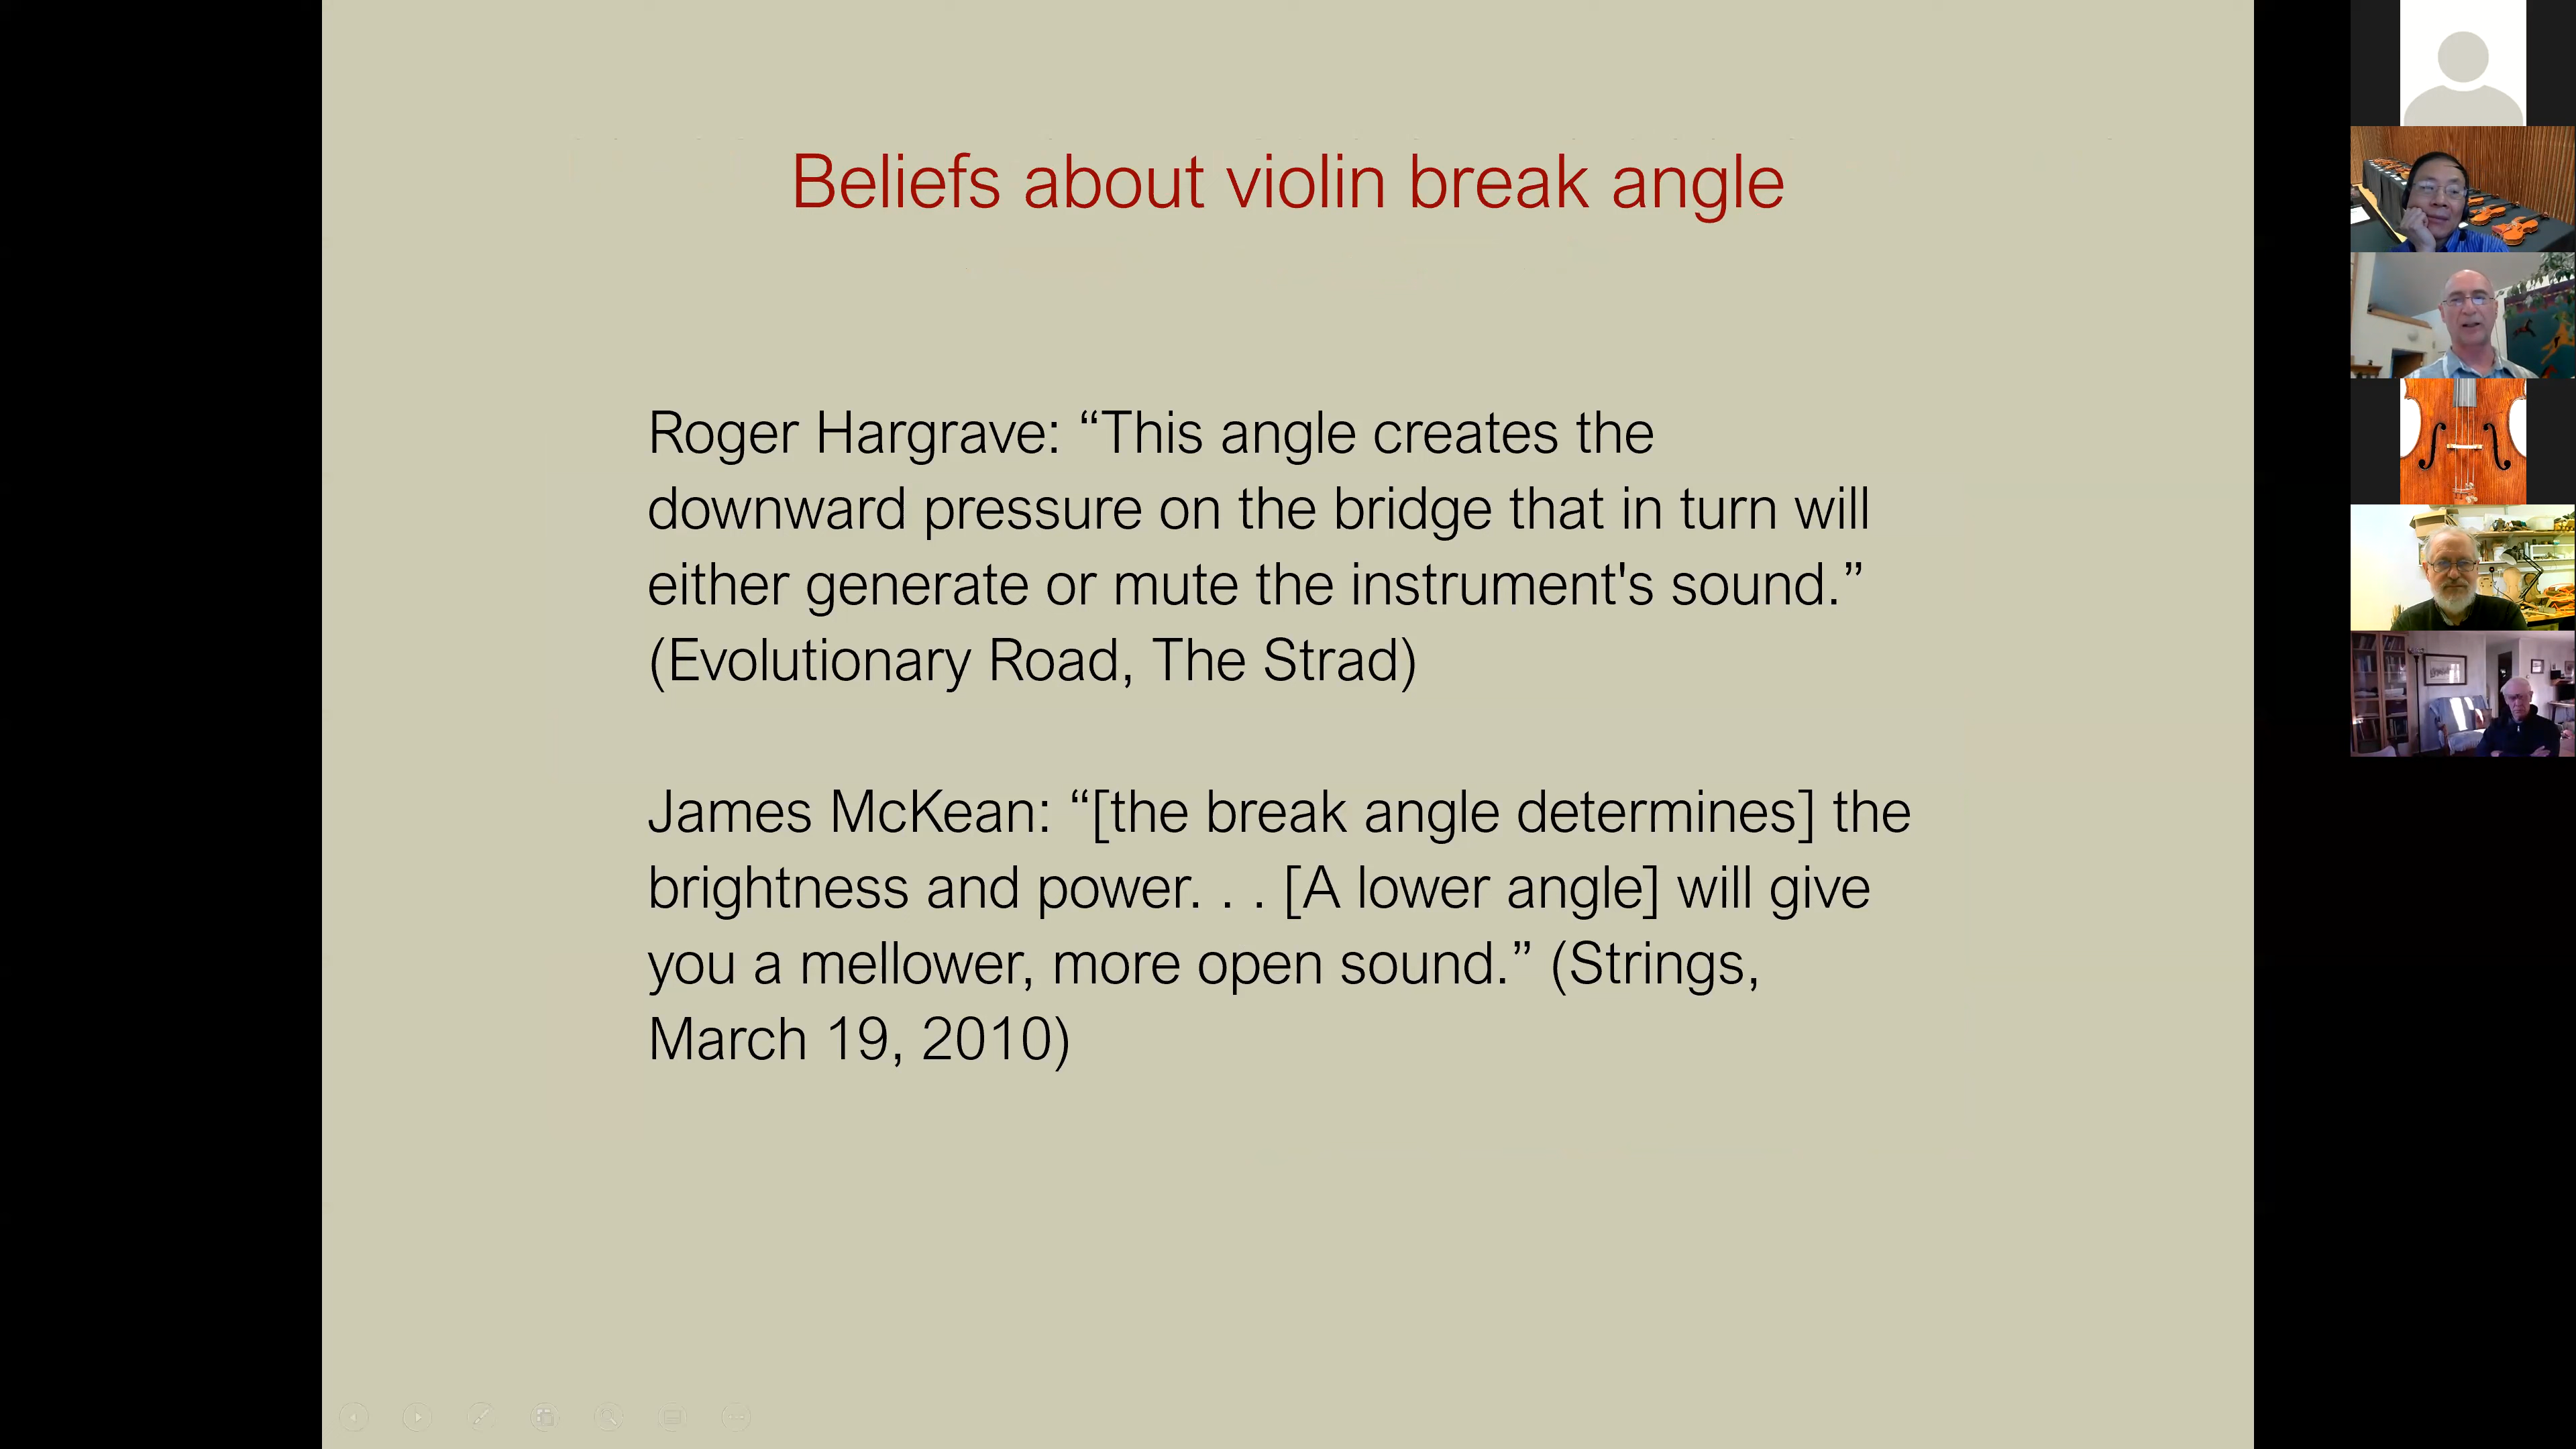 Beliefs about violin break angle
Roger Hargrave: “This angle creates the
downward pressure on the bridge that in turn will
either generate or mute the instrument's sound.”
(Evolutionary Road, The Strad)
James McKean: “[the break angle determines] the
brightness and power. . . [A lower angle] will give
you a mellower, more open sound.” (Strings,
March 19, 2010)